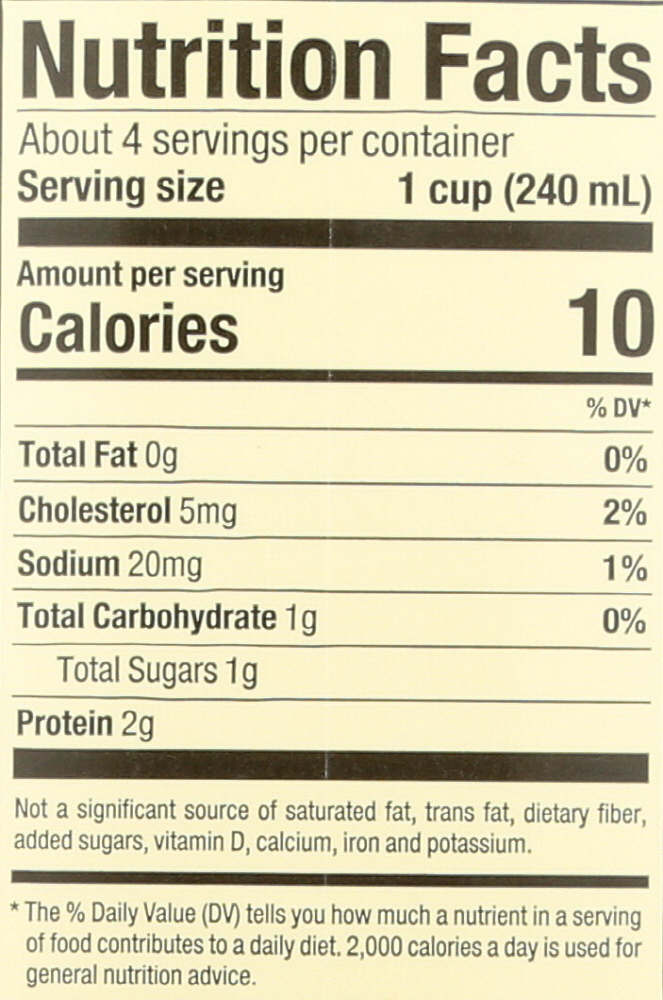 Nutrition Facts
About 4 servings per container
Serving size 1 cup (240 mL)
Amount per serving
Calories 10
% DV*
Total Fat 0g 0%
Cholesterol 5mg 2%
Sodium 20mg 1%
Total Carbohydrate 1g 0%
Total Sugars 1g
Protein 2g
Not a significant source of saturated fat, trans fat, dietary fiber,
added sugars, vitamin D, calcium, iron and potassium.
* The % Daily Value (DV) tells you how much a nutrient in a serving
of food contributes to a daily diet. 2,000 calories a day is used for
general nutrition advice.